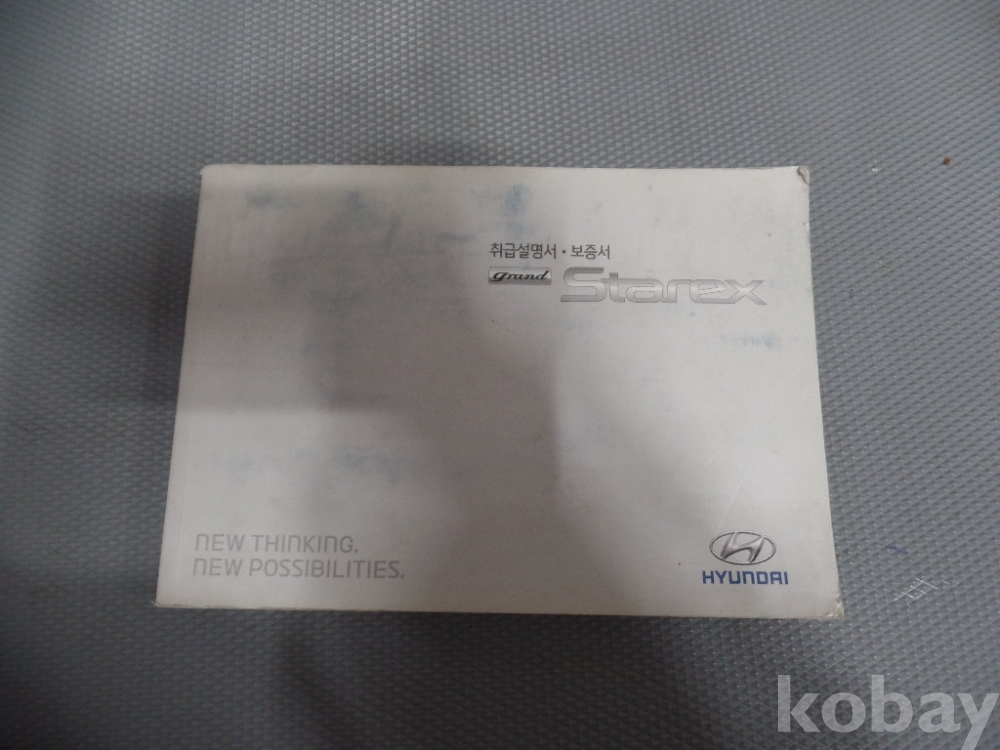 취급설명서 · 보증서
grand Starex
NEW THINKING.
NEW POSSIBILITIES.
HYUNDAI
kobay